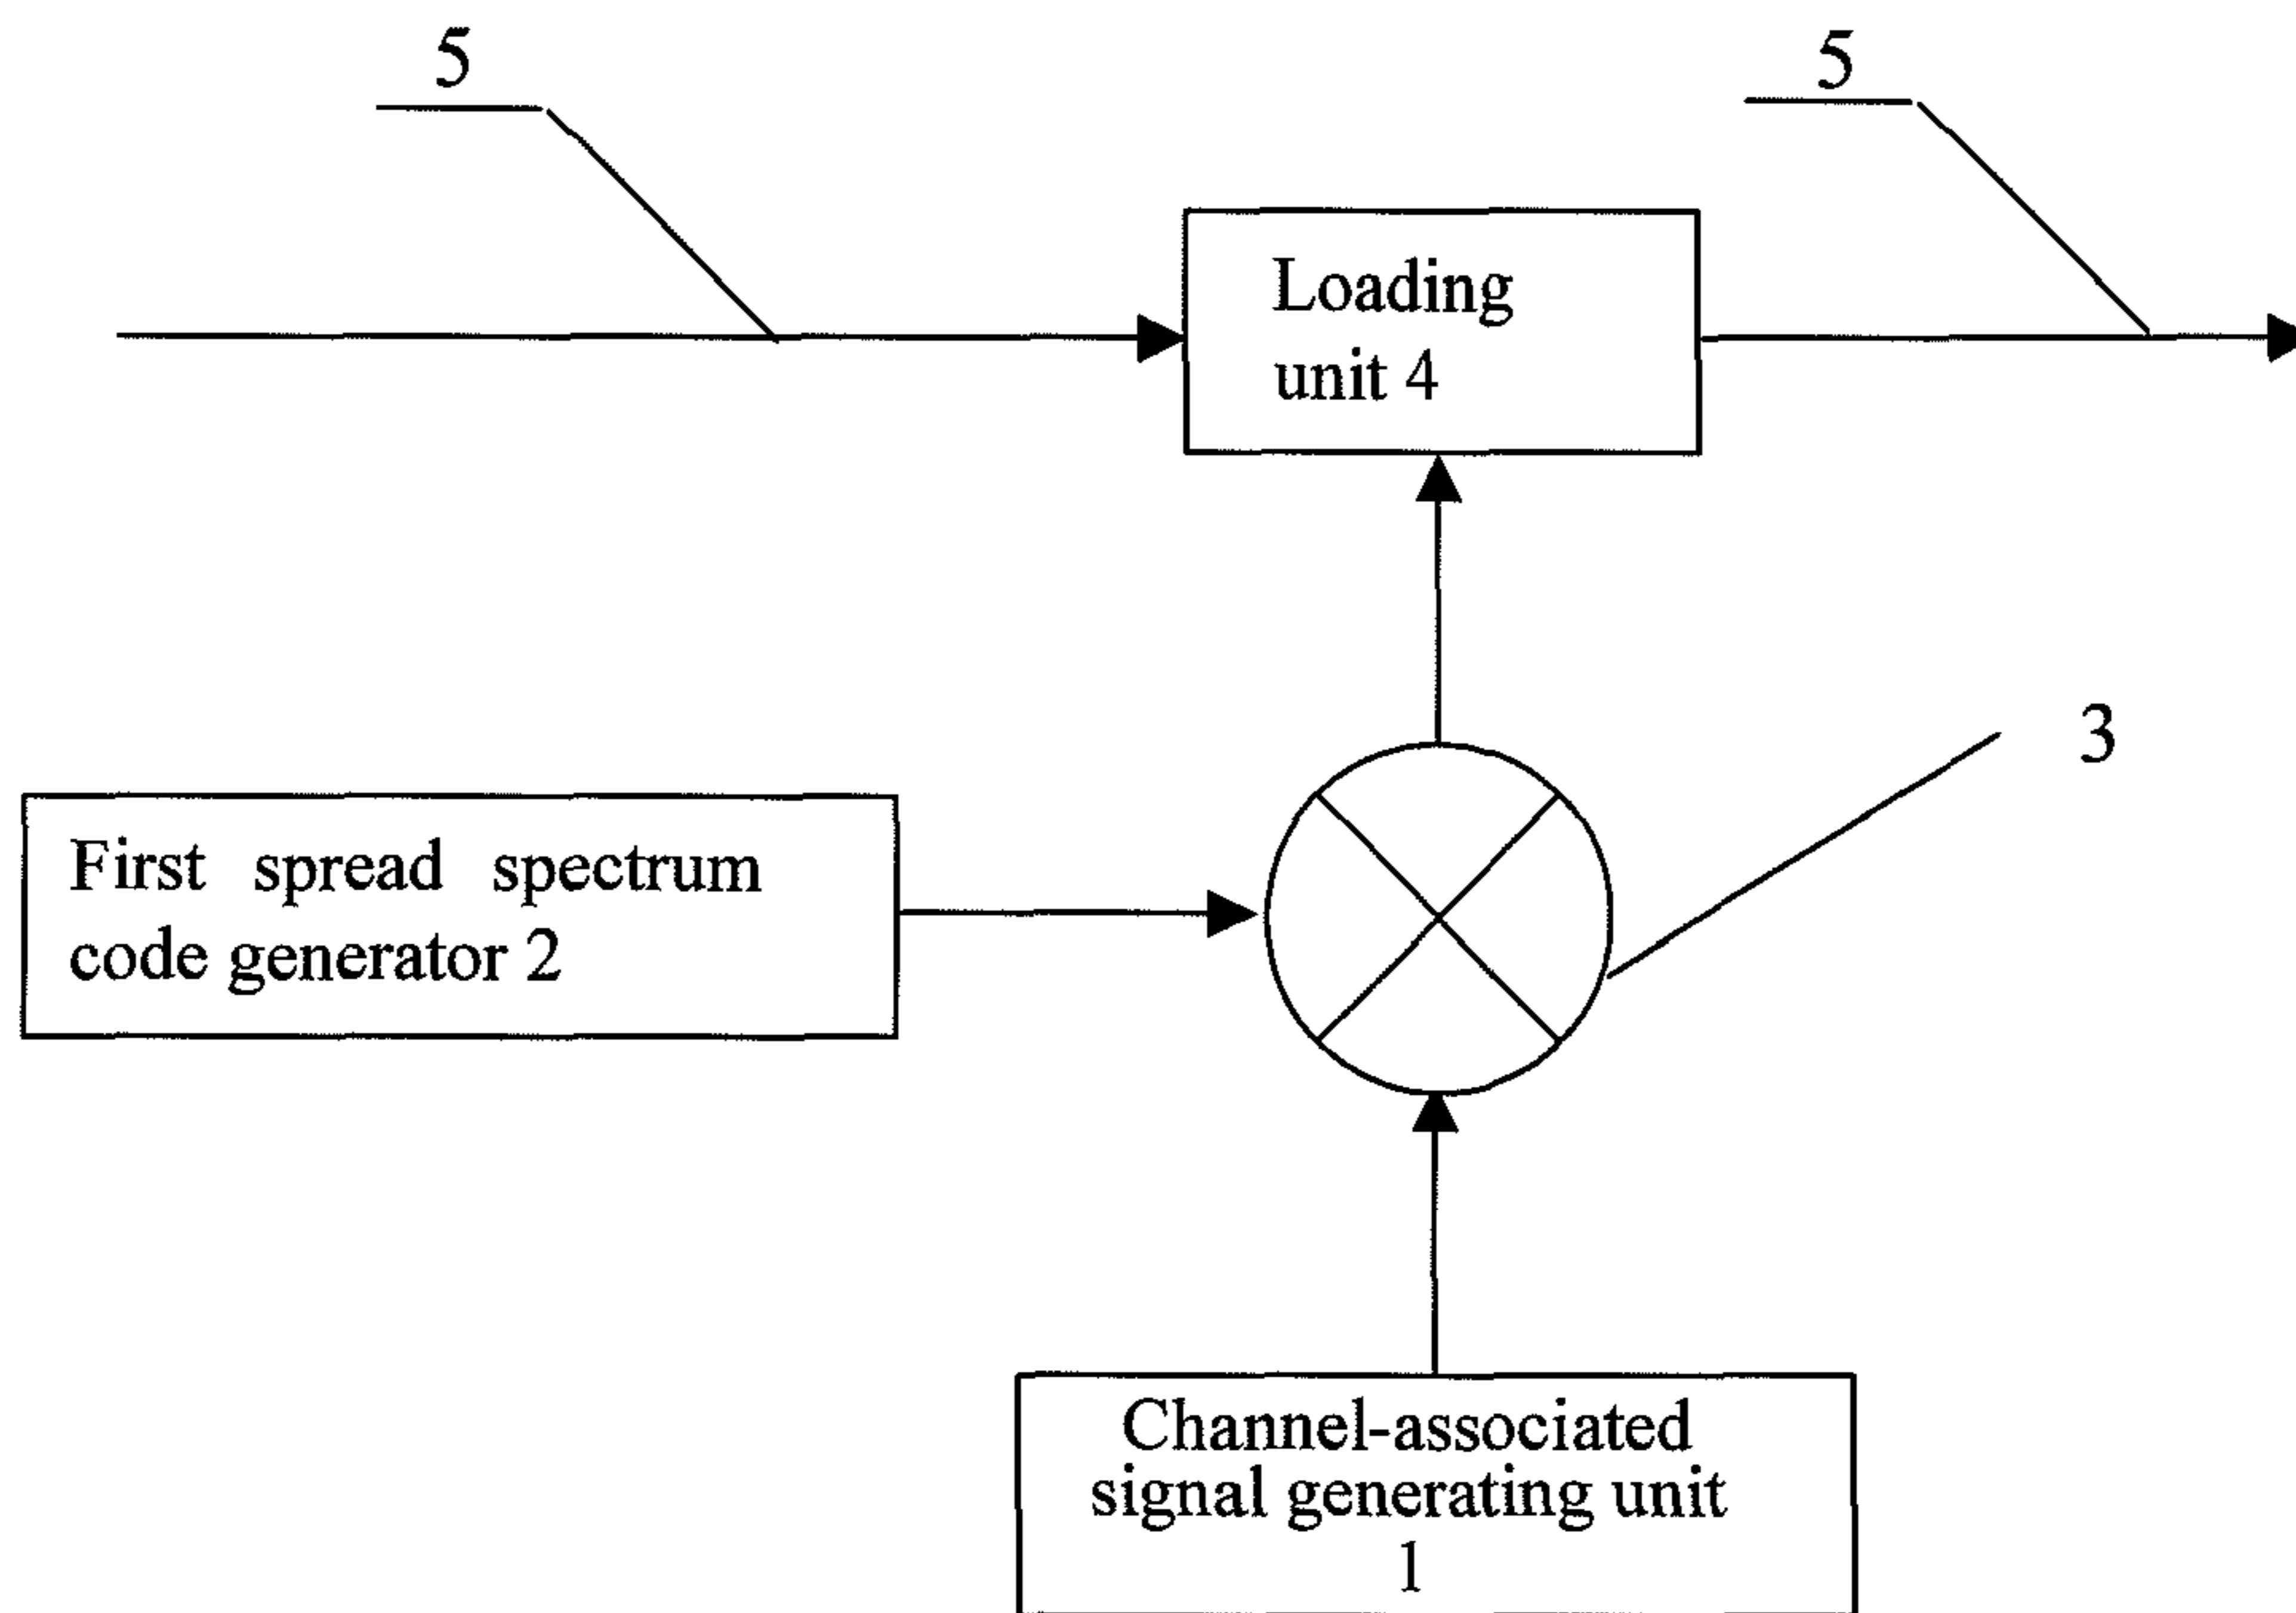 5
5
Loading
unit 4
3
First spread spectrum
code generator 2
Channel-associated
signal generating unit
1